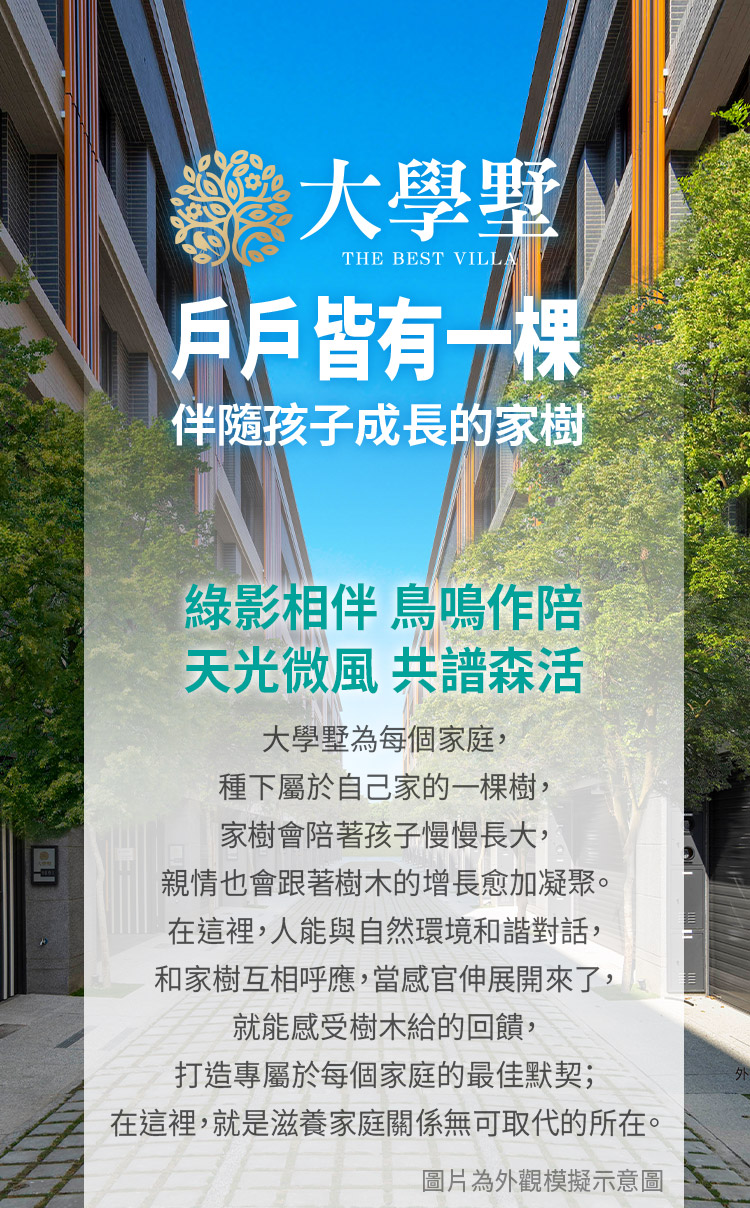 大學墅
THE BEST VILLA
戶戶皆有一棵
伴隨孩子成長的家樹
綠影相伴 鳥鳴作陪
天光微風 共譜森活
大學墅為每個家庭，
種下屬於自己家的一棵樹，
家樹會陪著孩子慢慢長大，
親情也會跟著樹木的增長愈加凝聚。
在這裡，人能與自然環境和諧對話，
和家樹互相呼應，當感官伸展開來了，
就能感受樹木給的回饋，
打造專屬於每個家庭的最佳默契；
在這裡，就是滋養家庭關係無可取代的所在。
外
圖片為外觀模擬示意圖